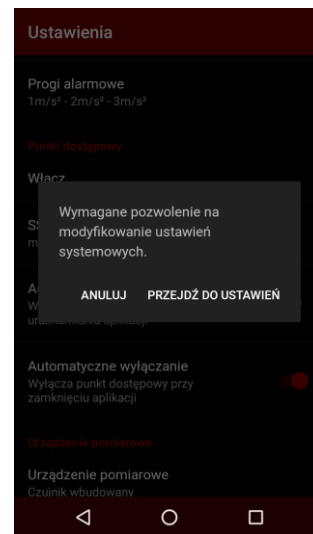 Ustawienia
Progi alarmowe
1m/s² - 2m/s² - 3m/s²
Punkt dostępowy
Włącz
Wymagane pozwolenie na
modyfikowanie ustawień
systemowych.
ANULUJ PRZEJDŹ DO USTAWIEŃ
Automatyczne wyłączanie
Wyłącza punkt dostępowy przy
zamknięciu aplikacji
Urządzenie pomiarowe
Urządzenie pomiarowe
Czujnik wbudowany